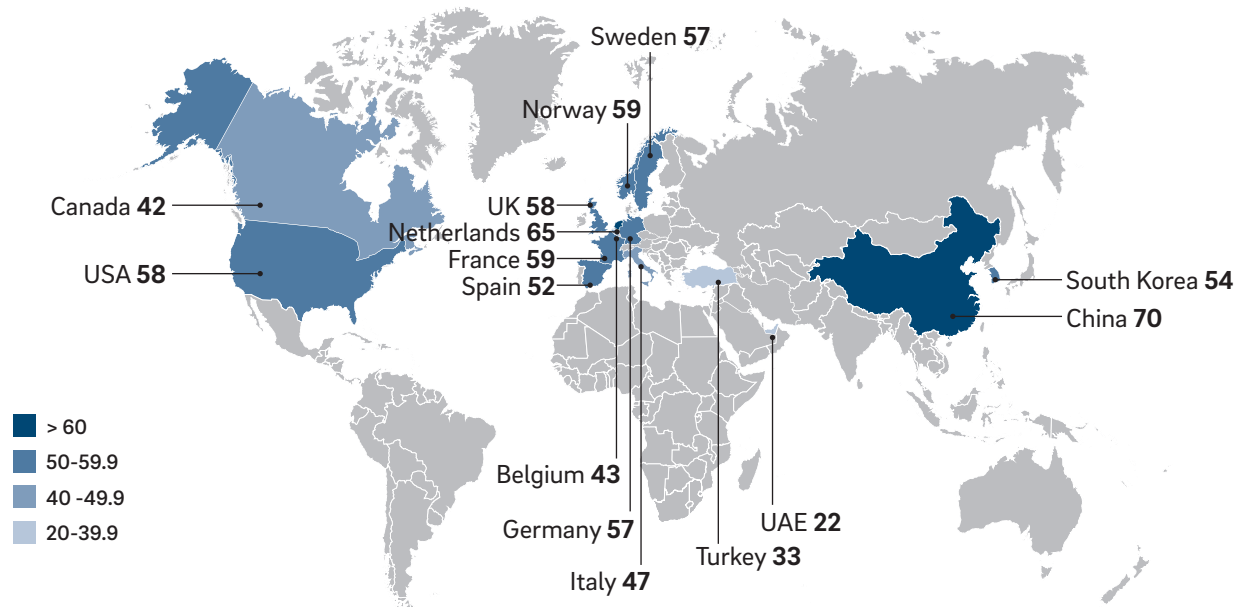 Sweden 57
Norway 59
Canada 42
UK 58
Netherlands 65
USA 58
France 59
Spain 52
South Korea 54
China 70
> 60
50-59.9
40 -49.9
20-39.9
Belgium 43
Germany 57
UAE 22
Turkey 33
Italy 47